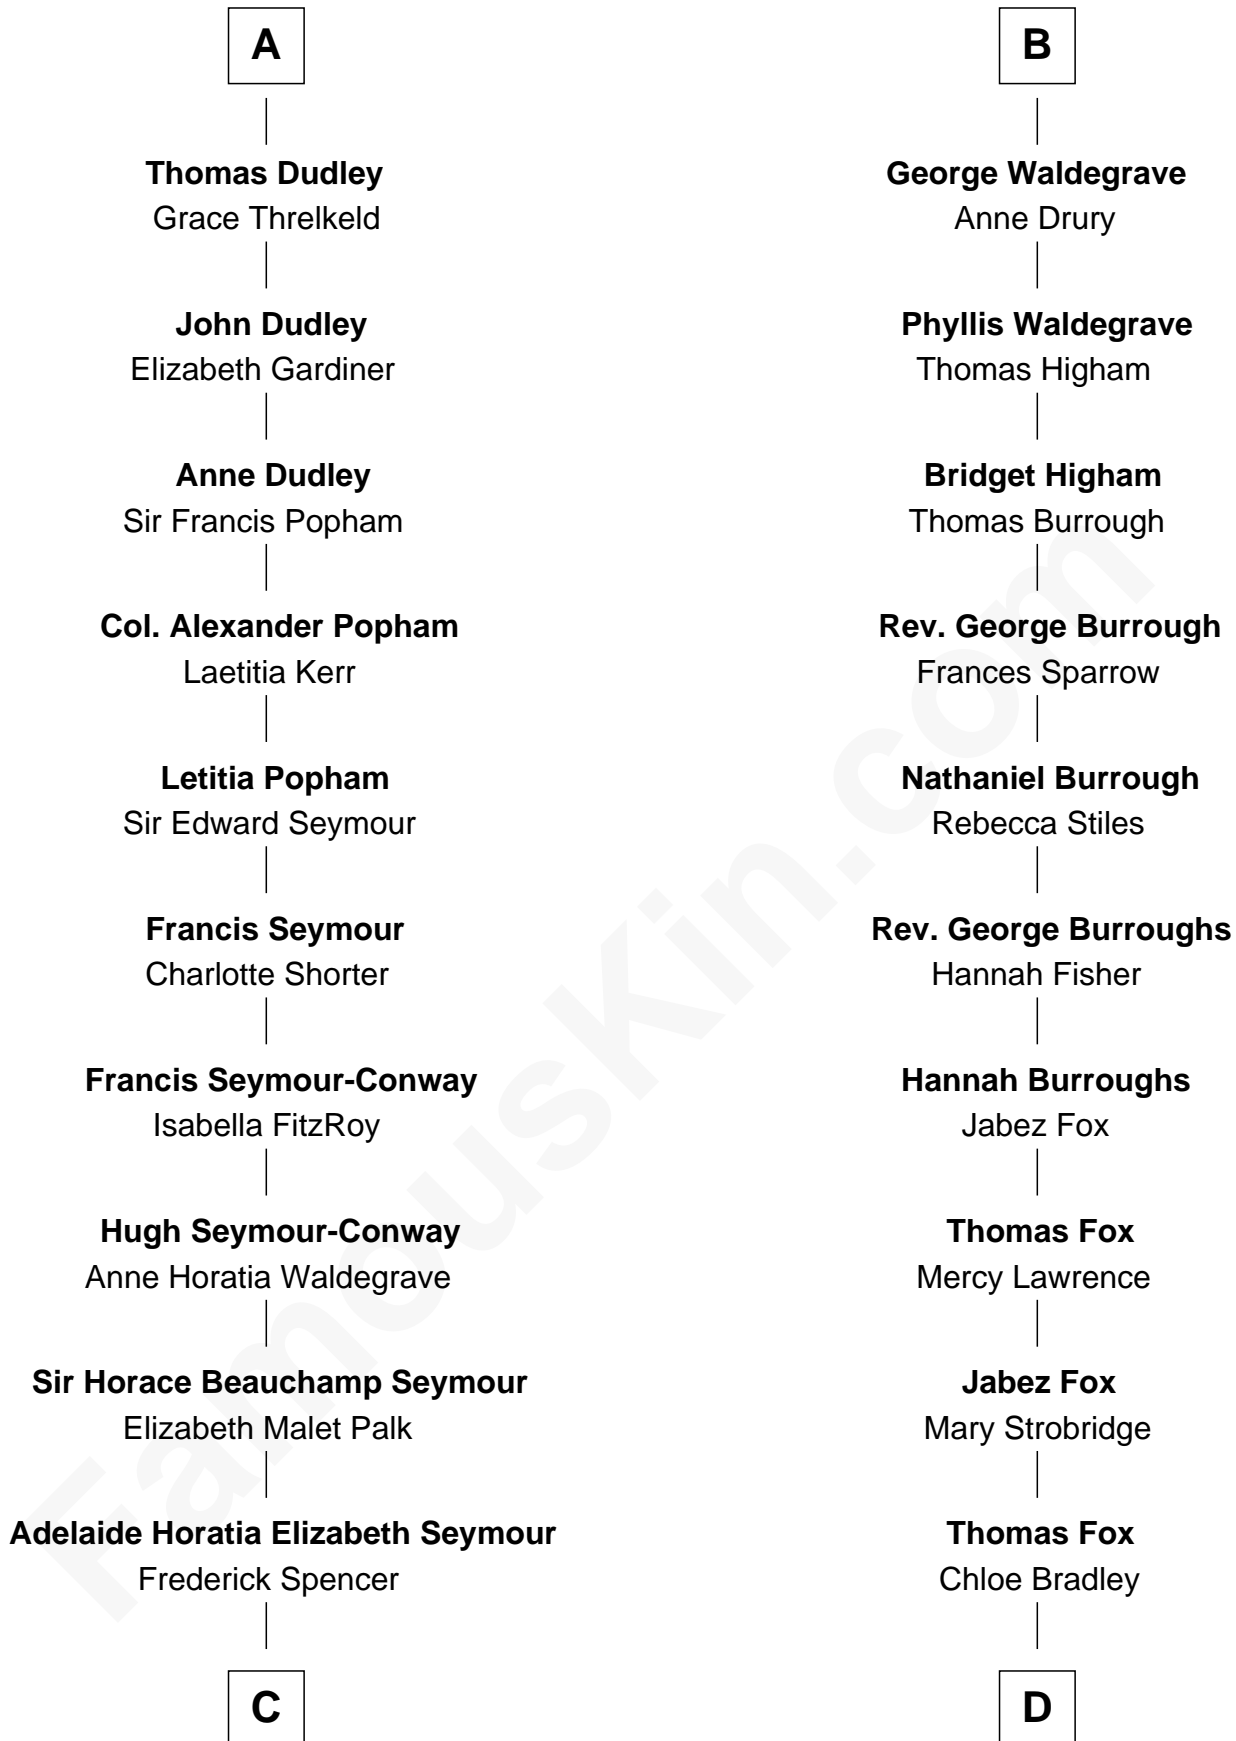 A
Thomas Dudley
Grace Threlkeld
John Dudley
Elizabeth Gardiner
Anne Dudley
Sir Francis Popham
Col. Alexander Popham
Laetitia Kerr
Letitia Popham
Sir Edward Seymour
Francis Seymour
Charlotte Shorter
Francis Seymour-Conway
Isabella FitzRoy
Hugh Seymour-Conway
Anne Horatia Waldegrave
Sir Horace Beauchamp Seymour
Elizabeth Malet Palk
Adelaide Horatia Elizabeth Seymour
Frederick Spencer
C
B
George Waldegrave
Anne Drury
Phyllis Waldegrave
Thomas Higham
Bridget Higham
Thomas Burrough
Rev. George Burrough
Frances Sparrow
Nathaniel Burrough
Rebecca Stiles
Rev. George Burroughs
Hannah Fisher
Hannah Burroughs
Jabez Fox
Thomas Fox
Mercy Lawrence
Jabez Fox
Mary Strobridge
Thomas Fox
Chloe Bradley
D
FamousKin.com